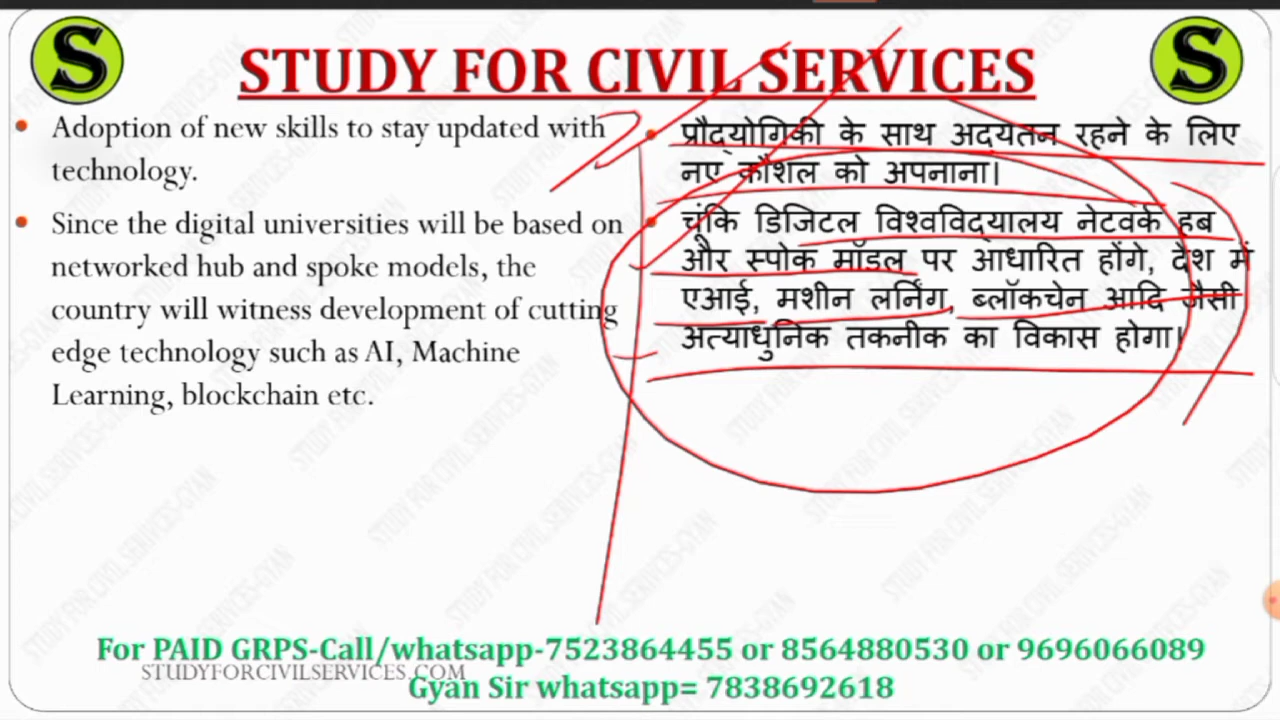 S
STUDY FOR CIVIL SERVICES
S
Adoption of new skills to stay updated with
technology.
Since the digital universities will be based on
networked hub and spoke models, the
country will witness development of cutting
edge technology such as AI, Machine
Learning, blockchain etc.
प्रौद्योगिकी के साथ अद्यतन रहने के लिए
नए कौशल को अपनाना।
चूंकि डिजिटल विश्वविद्यालय नेटवर्क हब
और स्पोक मॉडल पर आधारित होंगे, देश में
एआई, मशीन लर्निंग, ब्लॉकचेन आदि जैसी
अत्याधुनिक तकनीक का विकास होगा।
For PAID GRPS-Call/whatsapp-7523864455 or 8564880530 or 9696066089
STUDYFORCIVILSERVICES.COM
Gyan Sir whatsapp= 7838692618